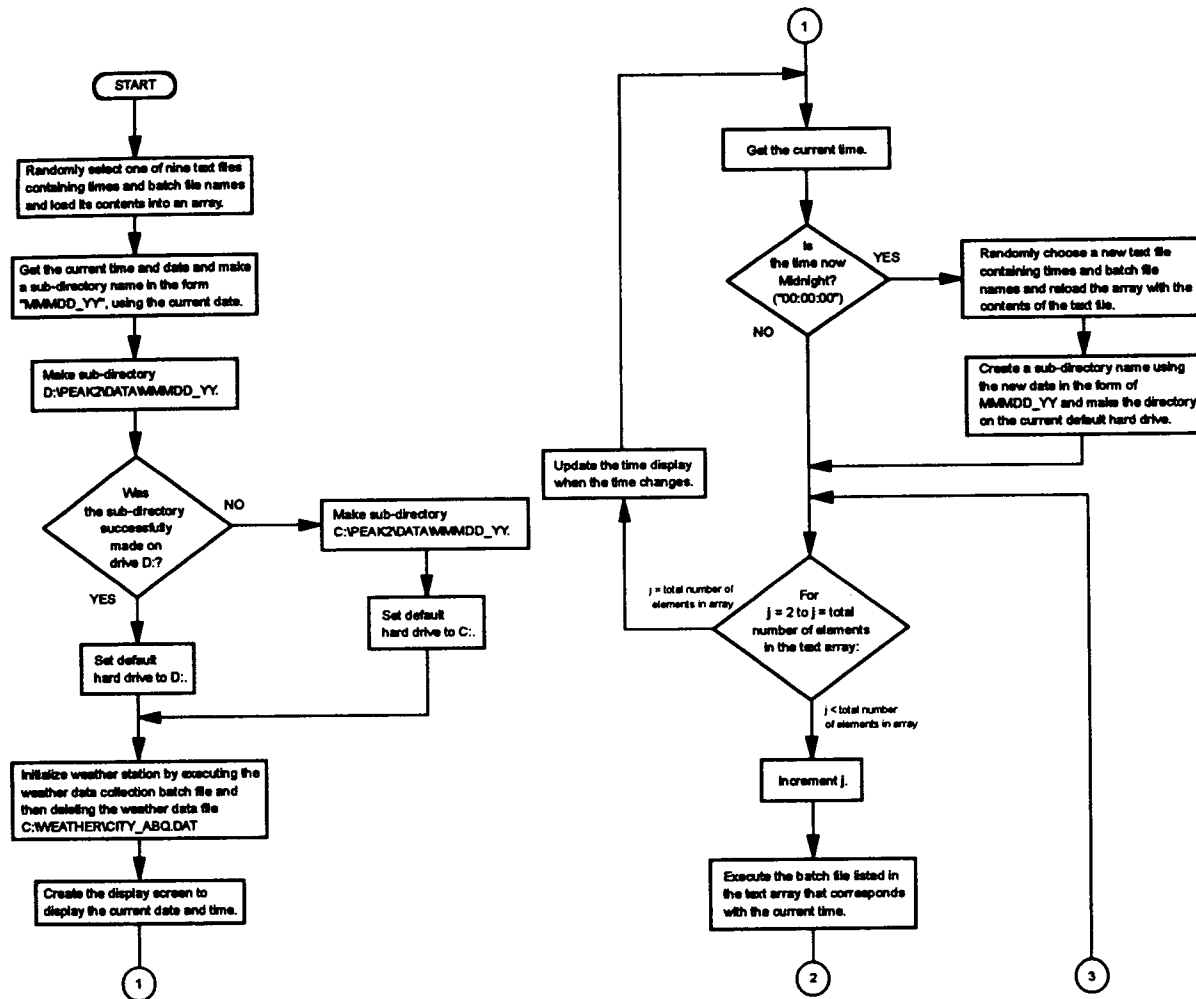 START
Randomly select one of nine text files
containing times and batch file names
and load its contents into an array.
Get the current time and date and make
a sub-directory name in the form
"MMMDD_YY", using the current date.
Make sub-directory
D:\PEAK2\DATA\MMMDD_YY.
Was
the sub-directory
successfully
made on
drive D:?
NO
YES
Make sub-directory
C:\PEAK2\DATA\MMMDD_YY.
Set default
hard drive to C:.
Set default
hard drive to D:.
Initialize weather station by executing the
weather data collection batch file and
then deleting the weather data file
C:\WEATHER\CITY_ABQ.DAT
Create the display screen to
display the current date and time.
1
1
Get the current time.
Is
the time now
Midnight?
("00:00:00")
YES
NO
Randomly choose a new text file
containing times and batch file
names and reload the array with the
contents of the text file.
Create a sub-directory name using
the new date in the form of
MMMDD_YY and make the directory
on the current default hard drive.
Update the time display
when the time changes.
j = total number of
elements in array
For
j = 2 to j = total
number of elements
in the text array:
j < total number
of elements in array
Increment j.
Execute the batch file listed in
the text array that corresponds
with the current time.
2
3